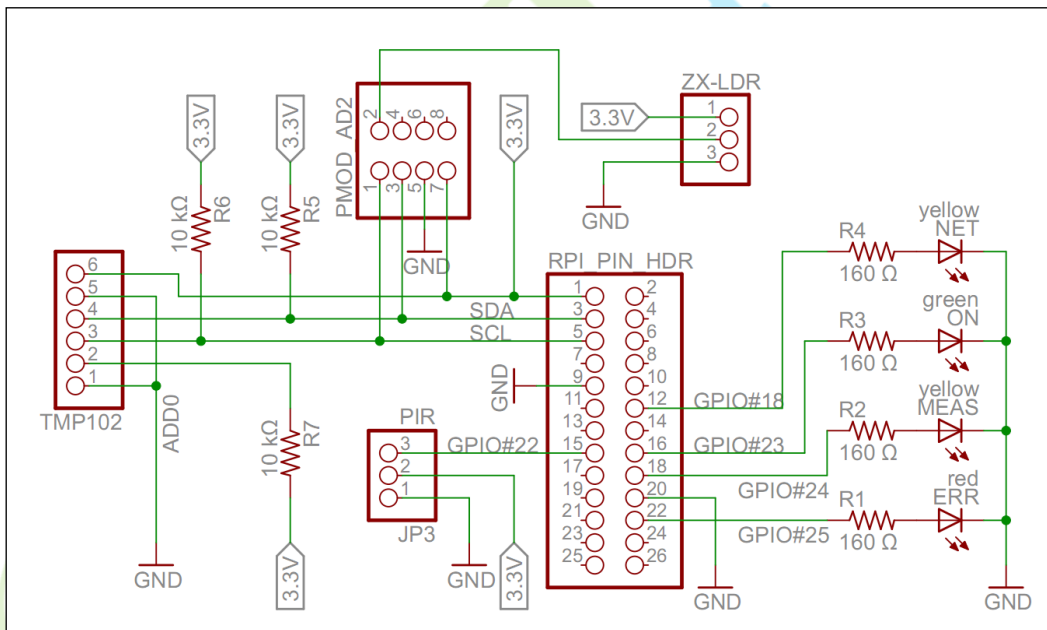 ZX-LDR
3.3V
1
2
3
GND
PMOD AD2
2
4
6
8
1
3
5
7
GND
3.3V
3.3V
3.3V
10 kΩ
R6
10 kΩ
R5
TMP102
6
5
4
3
2
1
ADD0
GND
10 kΩ
R7
3.3V
SDA
SCL
RPI_PIN_HDR
1
3
5
7
9
11
13
15
17
19
21
23
25
2
4
6
8
10
12
14
16
18
20
22
24
26
GND
PIR
3
2
1
JP3
GPIO#22
GND
3.3V
GPIO#18
GPIO#23
GPIO#24
GPIO#25
GND
R4
160 Ω
yellow
NET
R3
160 Ω
green
ON
R2
160 Ω
yellow
MEAS
R1
160 Ω
red
ERR
GND